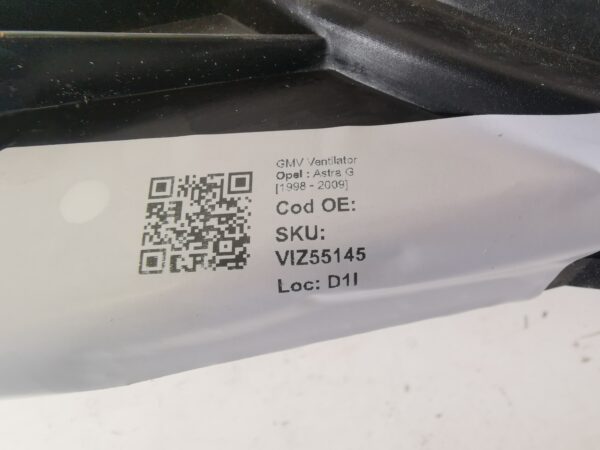 GMV Ventilator
Opel : Astra G
[1998 - 2009]
Cod OE:
SKU:
VIZ55145
Loc: D1I